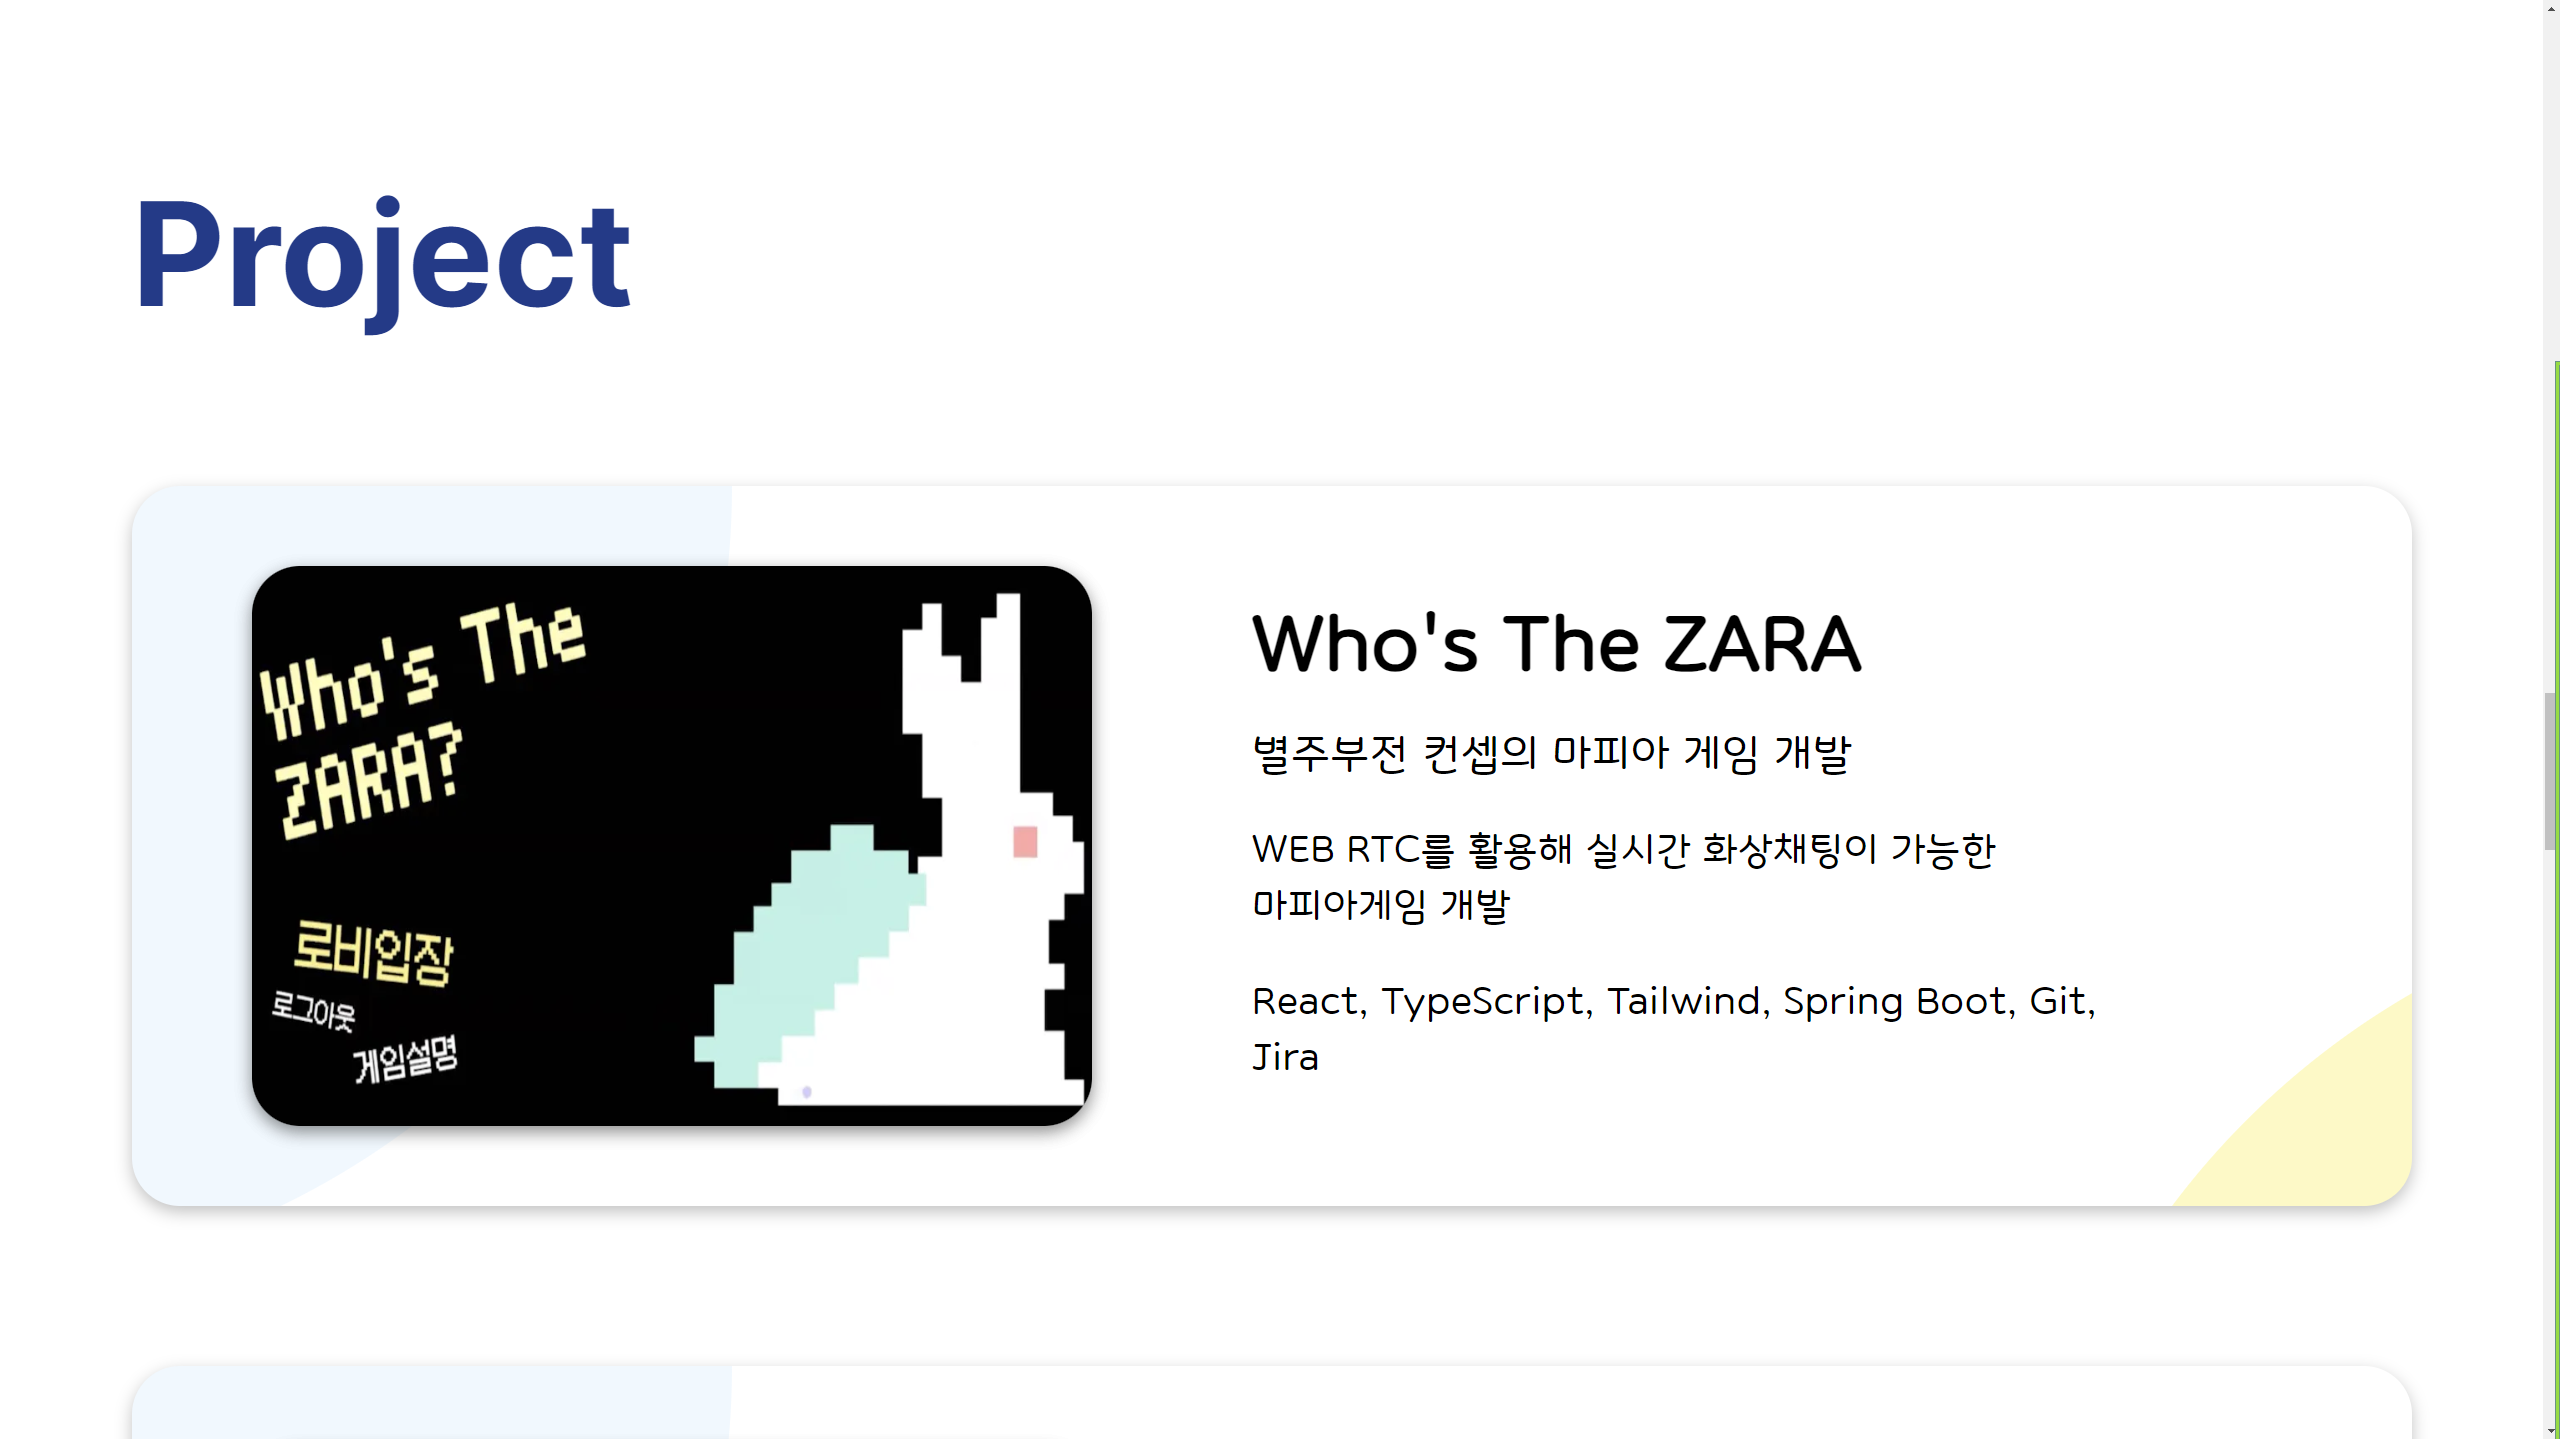 Project
Who's The
ZARA?
로비입장
로그아웃
게임설명
Who's The ZARA
별주부전 컨셉의 마피아 게임 개발
WEB RTC를 활용해 실시간 화상채팅이 가능한
마피아게임 개발
React, TypeScript, Tailwind, Spring Boot, Git,
Jira